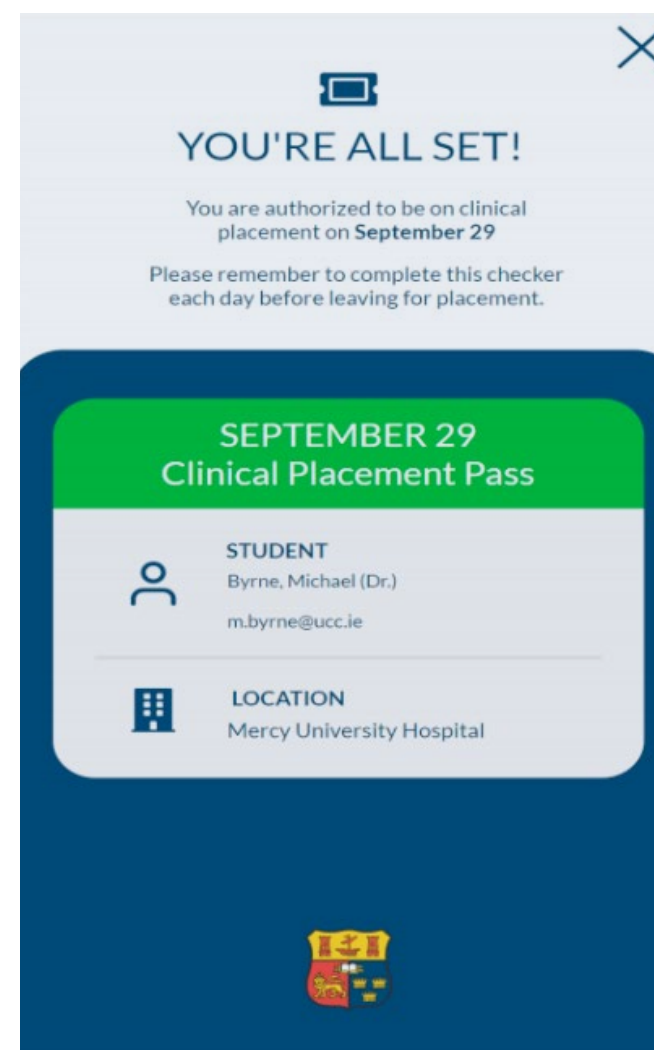 YOU'RE ALL SET!
You are authorized to be on clinical
placement on September 29
Please remember to complete this checker
each day before leaving for placement.
SEPTEMBER 29
Clinical Placement Pass
STUDENT
Byrne, Michael (Dr.)
m.byrne@ucc.ie
LOCATION
Mercy University Hospital